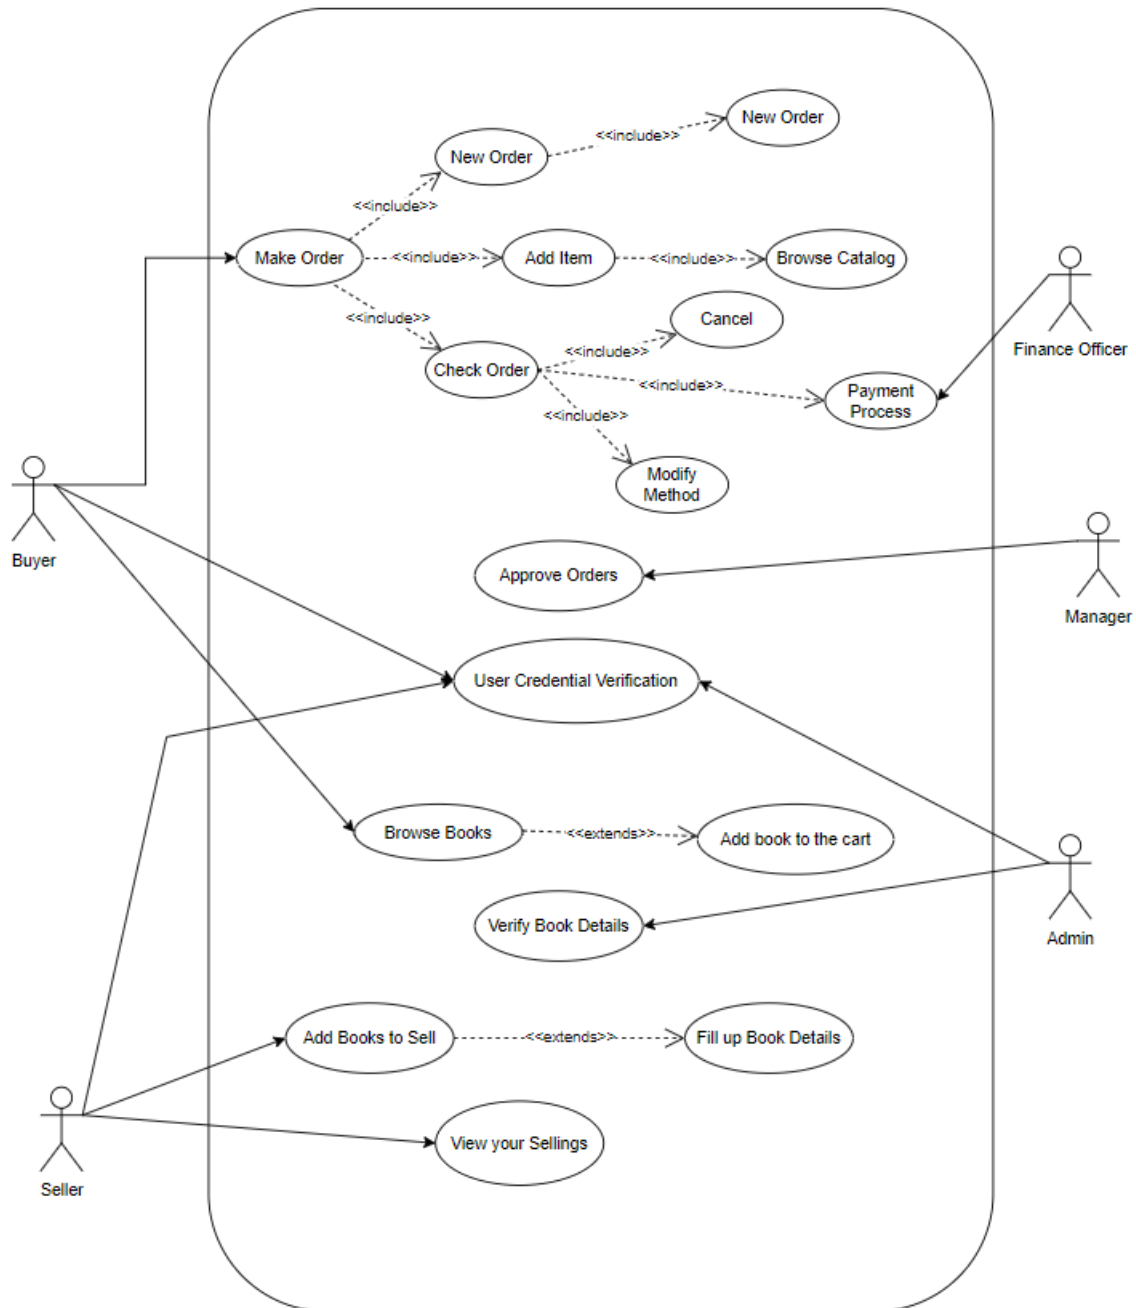 New Order
<<include>>
New Order
<<include>>
Make Order
<<include>>
Add Item
<<include>>
Browse Catalog
<<include>>
Cancel
<<include>>
Check Order
<<include>>
Payment
Process
<<include>>
Modify
Method
Finance Officer
Buyer
Approve Orders
Manager
User Credential Verification
Browse Books
<<extends>>
Add book to the cart
Verify Book Details
Admin
Add Books to Sell
<<extends>>
Fill up Book Details
View your Sellings
Seller